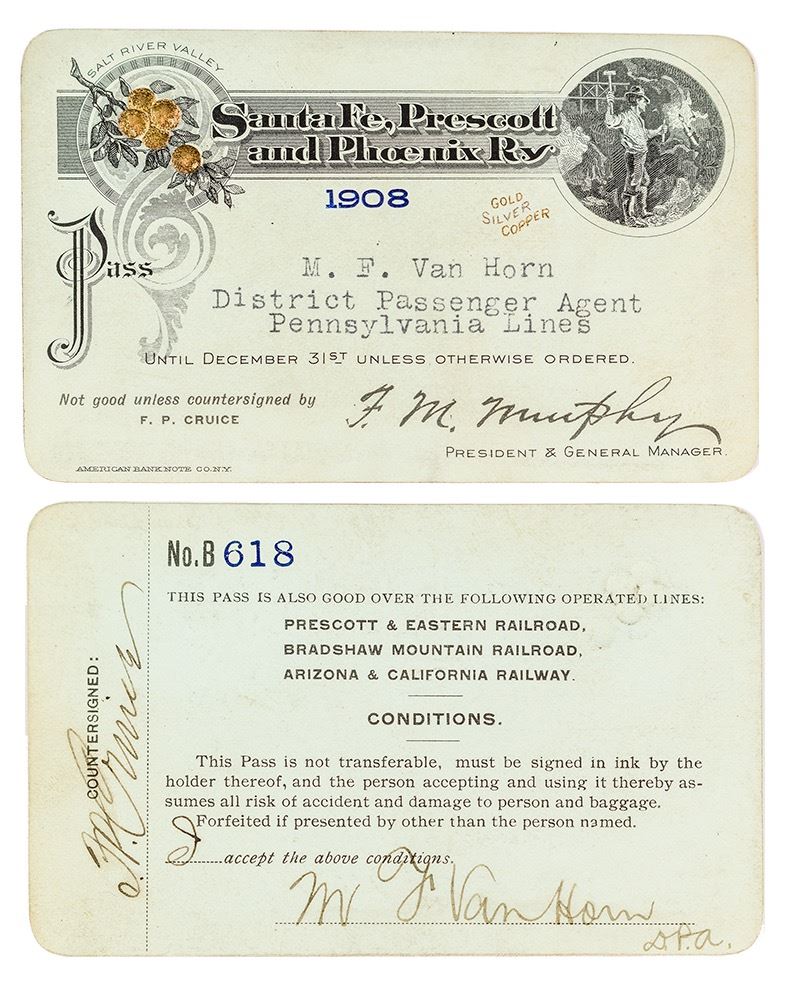 SALT RIVER VALLEY
Santa Fe, Prescott
and Phœnix Ry
1908
GOLD
SILVER
COPPER
Pass
M. F. Van Horn
District Passenger Agent
Pennsylvania Lines
UNTIL DECEMBER 31ST UNLESS OTHERWISE ORDERED.
Not good unless countersigned by
F. P. CRUICE
F. M. Murphy
PRESIDENT & GENERAL MANAGER.
AMERICAN BANK NOTE CO. N.Y.
COUNTERSIGNED:
F. P. Cruice
No. B 618
THIS PASS IS ALSO GOOD OVER THE FOLLOWING OPERATED LINES:
PRESCOTT & EASTERN RAILROAD,
BRADSHAW MOUNTAIN RAILROAD,
ARIZONA & CALIFORNIA RAILWAY.
CONDITIONS.
This Pass is not transferable, must be signed in ink by the
holder thereof, and the person accepting and using it thereby as-
sumes all risk of accident and damage to person and baggage.
Forfeited if presented by other than the person named.
I accept the above conditions.
M F Van Horn
D.P.A.